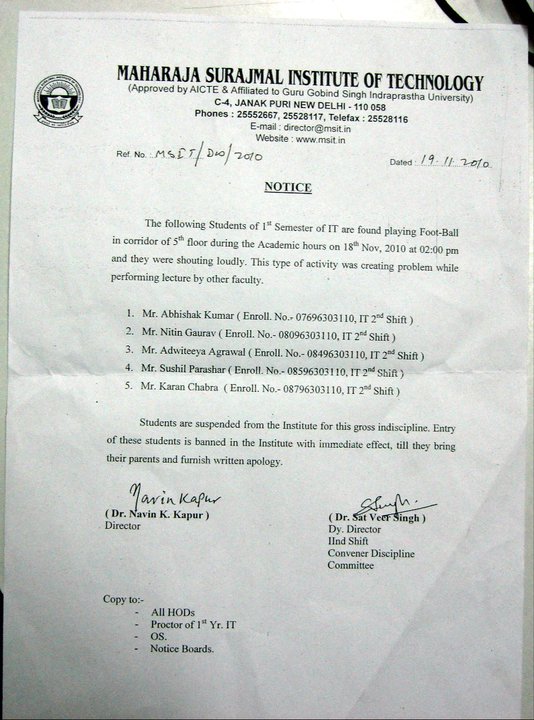 MAHARAJA SURAJMAL INSTITUTE OF TECHNOLOGY
(Approved by AICTE & Affiliated to Guru Gobind Singh Indraprastha University)
C-4, JANAK PURI NEW DELHI - 110 058
Phones : 25552667, 25528117, Telefax : 25528116
E-mail : director@msit.in
Website : www.msit.in
Ref. No. : MSIT/ /2010
Dated : 19.11.2010
NOTICE
The following Students of 1st Semester of IT are found playing Foot-Ball
in corridor of 5th floor during the Academic hours on 18th Nov, 2010 at 02:00 pm
and they were shouting loudly. This type of activity was creating problem while
performing lecture by other faculty.
1. Mr. Abhishak Kumar ( Enroll. No.- 07696303110, IT 2nd Shift )
2. Mr. Nitin Gaurav ( Enroll. No.- 08096303110, IT 2nd Shift )
3. Mr. Adwiteeya Agrawal ( Enroll. No.- 08496303110, IT 2nd Shift )
4. Mr. Sushil Parashar ( Enroll. No.- 08596303110, IT 2nd Shift )
5. Mr. Karan Chabra ( Enroll. No.- 08796303110, IT 2nd Shift )
Students are suspended from the Institute for this gross indiscipline. Entry
of these students is banned in the Institute with immediate effect, till they bring
their parents and furnish written apology.
Navin Kapur
( Dr. Navin K. Kapur )
Director
SSingh.
( Dr. Sat Veer Singh )
Dy. Director
IInd Shift
Convener Discipline
Committee
Copy to:-
- All HODs
- Proctor of 1st Yr. IT
- OS.
- Notice Boards.